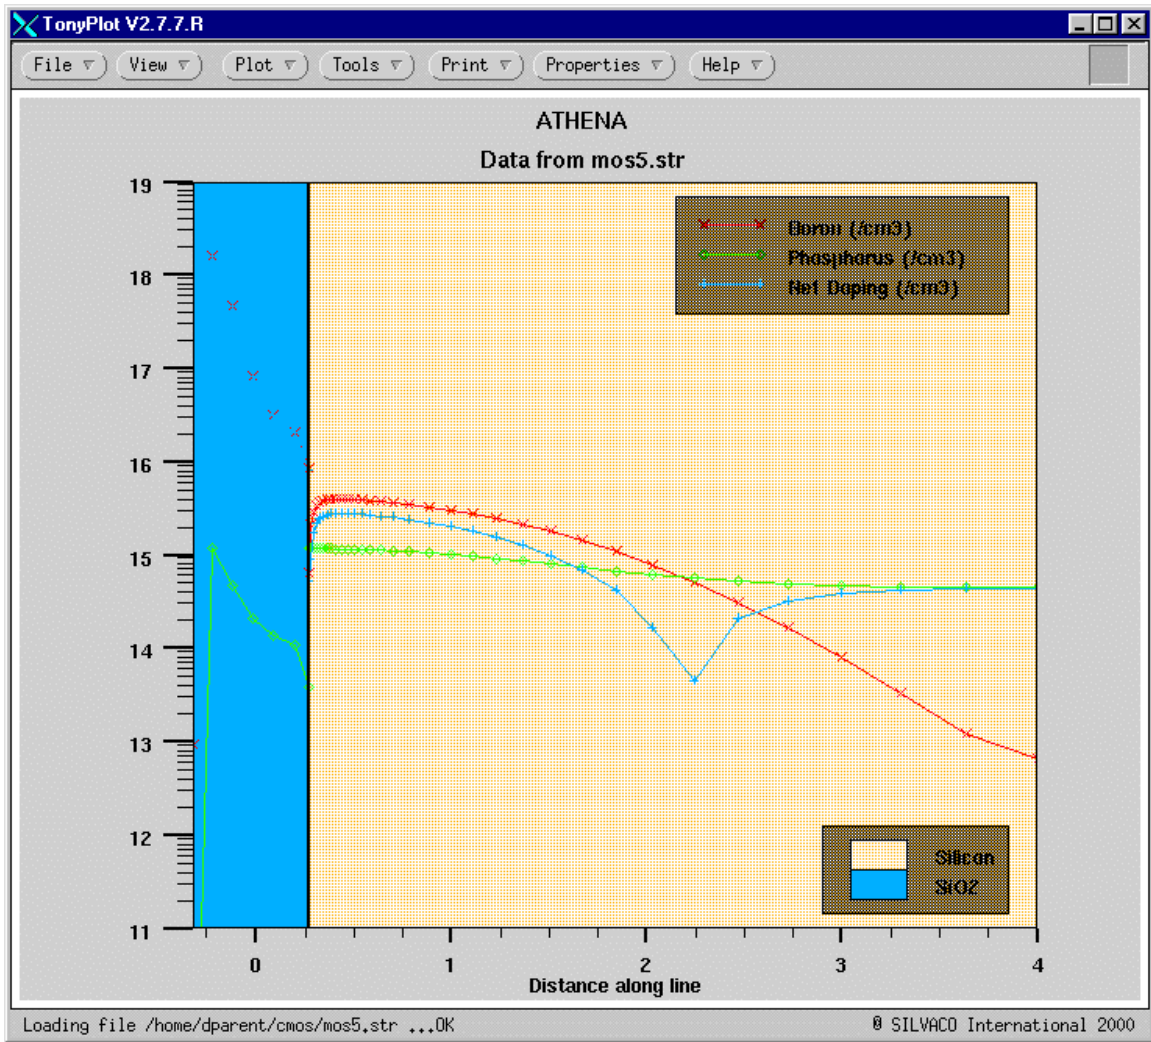 TonyPlot V2.7.7.R
File View Plot Tools Print Properties Help
ATHENA
Data from mos5.str
19
18
17
16
15
14
13
12
11
Boron (/cm3)
Phosphorus (/cm3)
Net Doping (/cm3)
Silicon
SiO2
0 1 2 3 4
Distance along line
Loading file /home/dparent/cmos/mos5.str ...OK
© SILVACO International 2000